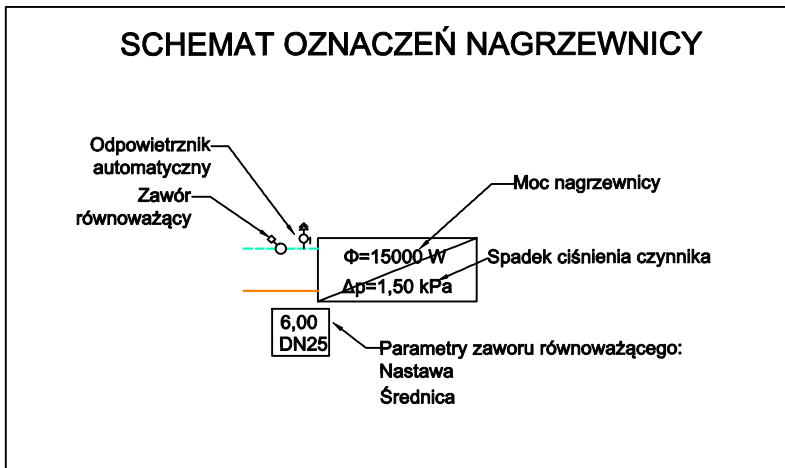 SCHEMAT OZNACZEŃ NAGRZEWNICY
Odpowietrznik
automatyczny
Zawór
równoważący
Moc nagrzewnicy
Φ=15000 W
Spadek ciśnienia czynnika
Δp=1,50 kPa
6,00
DN25
Parametry zaworu równoważącego:
Nastawa
Średnica